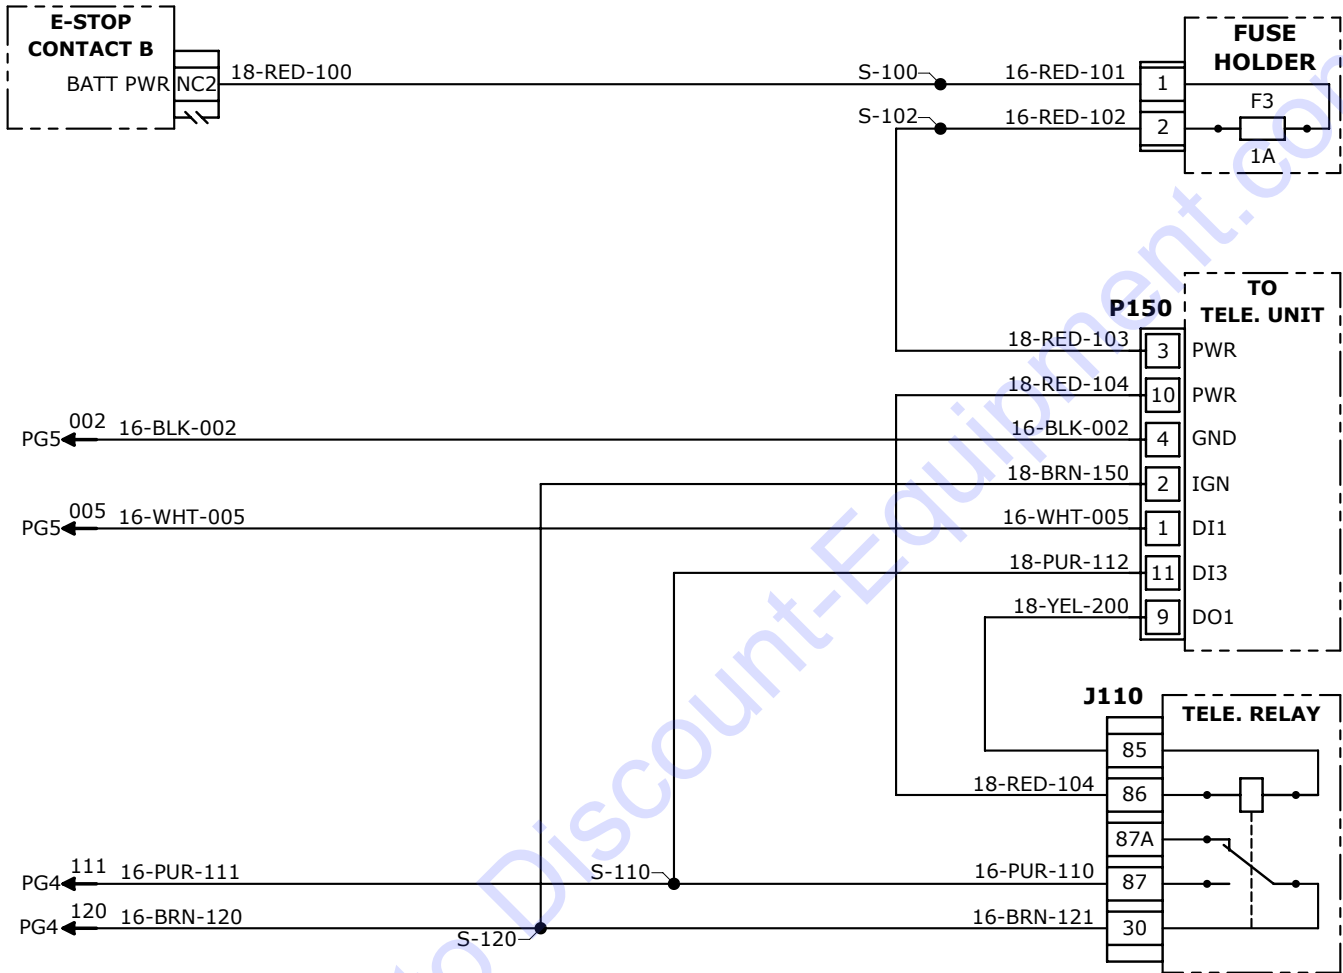 E-STOP
CONTACT B
BATT PWR NC2 18-RED-100
S-100 16-RED-101 1
S-102 16-RED-102 2
FUSE
HOLDER
F3
1A
P150
TO
TELE. UNIT
18-RED-103 3 PWR
18-RED-104 10 PWR
PG5 002 16-BLK-002 16-BLK-002 4 GND
18-BRN-150 2 IGN
PG5 005 16-WHT-005 16-WHT-005 1 DI1
18-PUR-112 11 DI3
18-YEL-200 9 DO1
J110
TELE. RELAY
85
18-RED-104 86
87A
PG4 111 16-PUR-111 S-110 16-PUR-110 87
PG4 120 16-BRN-120 S-120 16-BRN-121 30
to Discount-Equipment.com